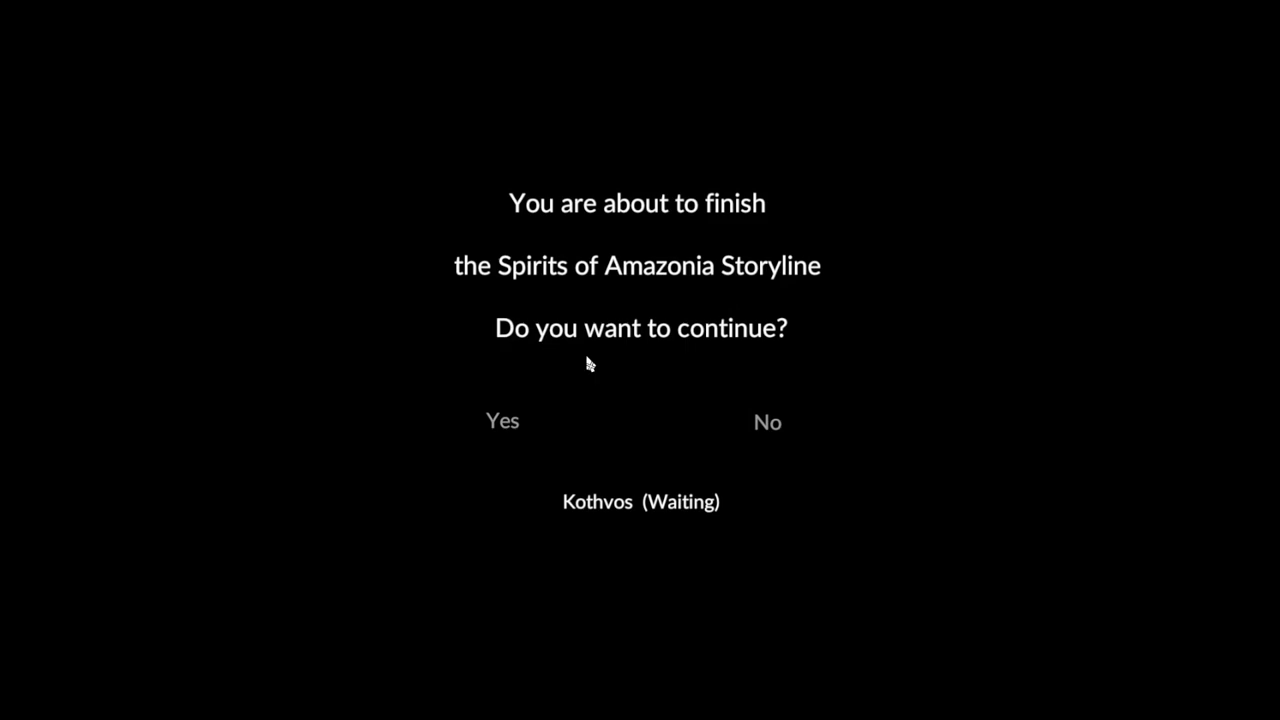 You are about to finish
the Spirits of Amazonia Storyline
Do you want to continue?
Yes No
Kothvos (Waiting)